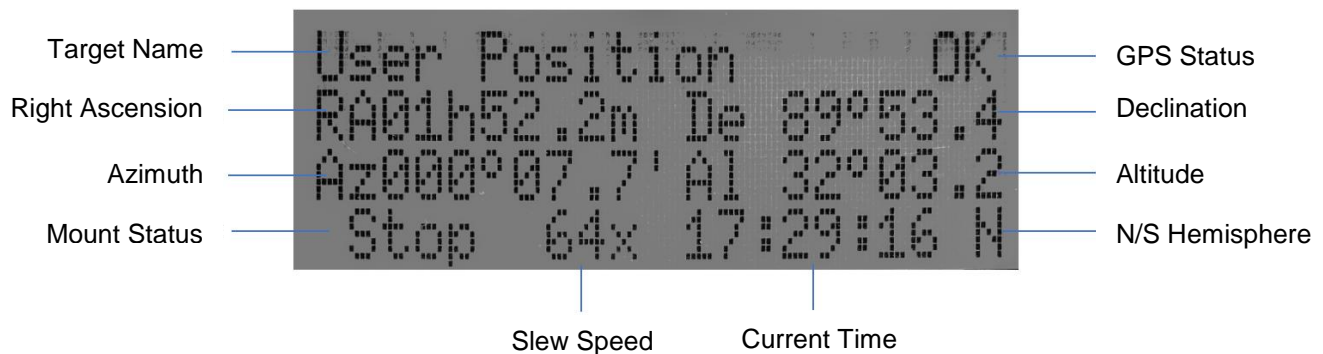 Target Name
User Position OK
GPS Status
Right Ascension
RA01h52.2m De 89°53.4
Declination
Azimuth
Az000°07.7' Al 32°03.2
Altitude
Mount Status
Stop 64x 17:29:16 N
N/S Hemisphere
Slew Speed
Current Time